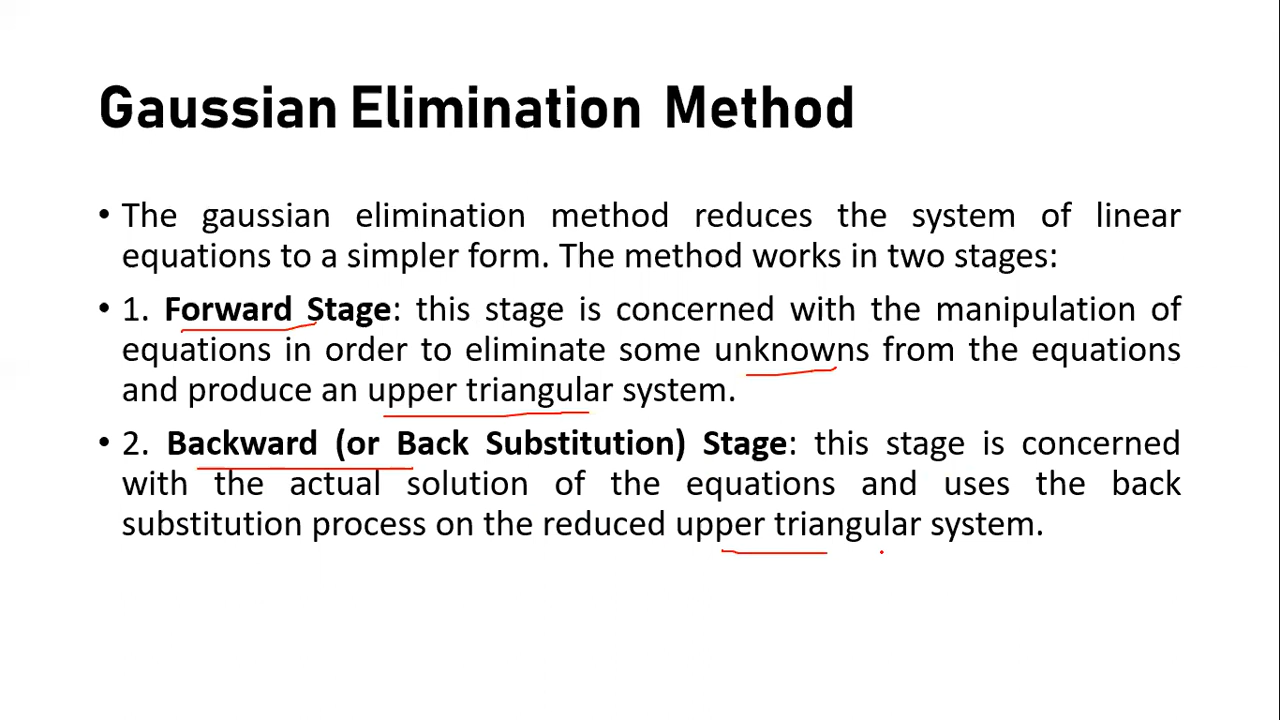 Gaussian Elimination Method
• The gaussian elimination method reduces the system of linear
equations to a simpler form. The method works in two stages:
• 1. Forward Stage: this stage is concerned with the manipulation of
equations in order to eliminate some unknowns from the equations
and produce an upper triangular system.
• 2. Backward (or Back Substitution) Stage: this stage is concerned
with the actual solution of the equations and uses the back
substitution process on the reduced upper triangular system.